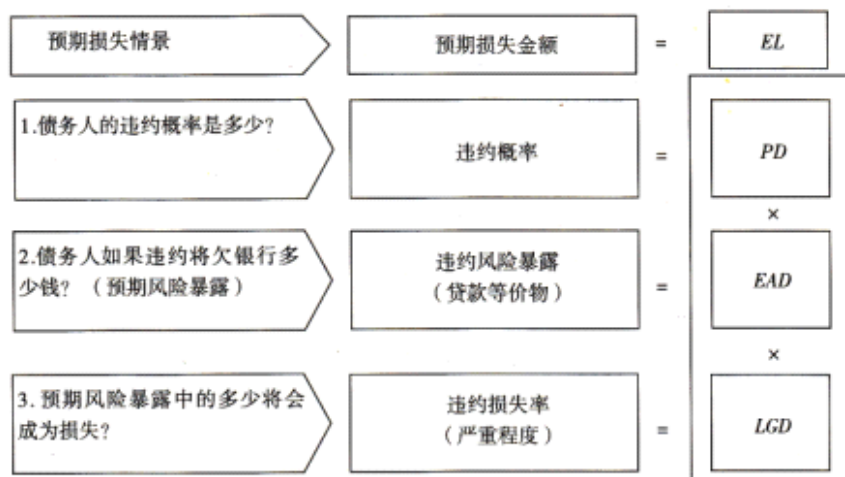 预期损失情景
预期损失金额
=
EL
1.债务人的违约概率是多少?
违约概率
=
PD
×
2.债务人如果违约将欠银行多
少钱? (预期风险暴露)
违约风险暴露
(贷款等价物)
=
EAD
×
3. 预期风险暴露中的多少将会
成为损失?
违约损失率
(严重程度)
=
LGD